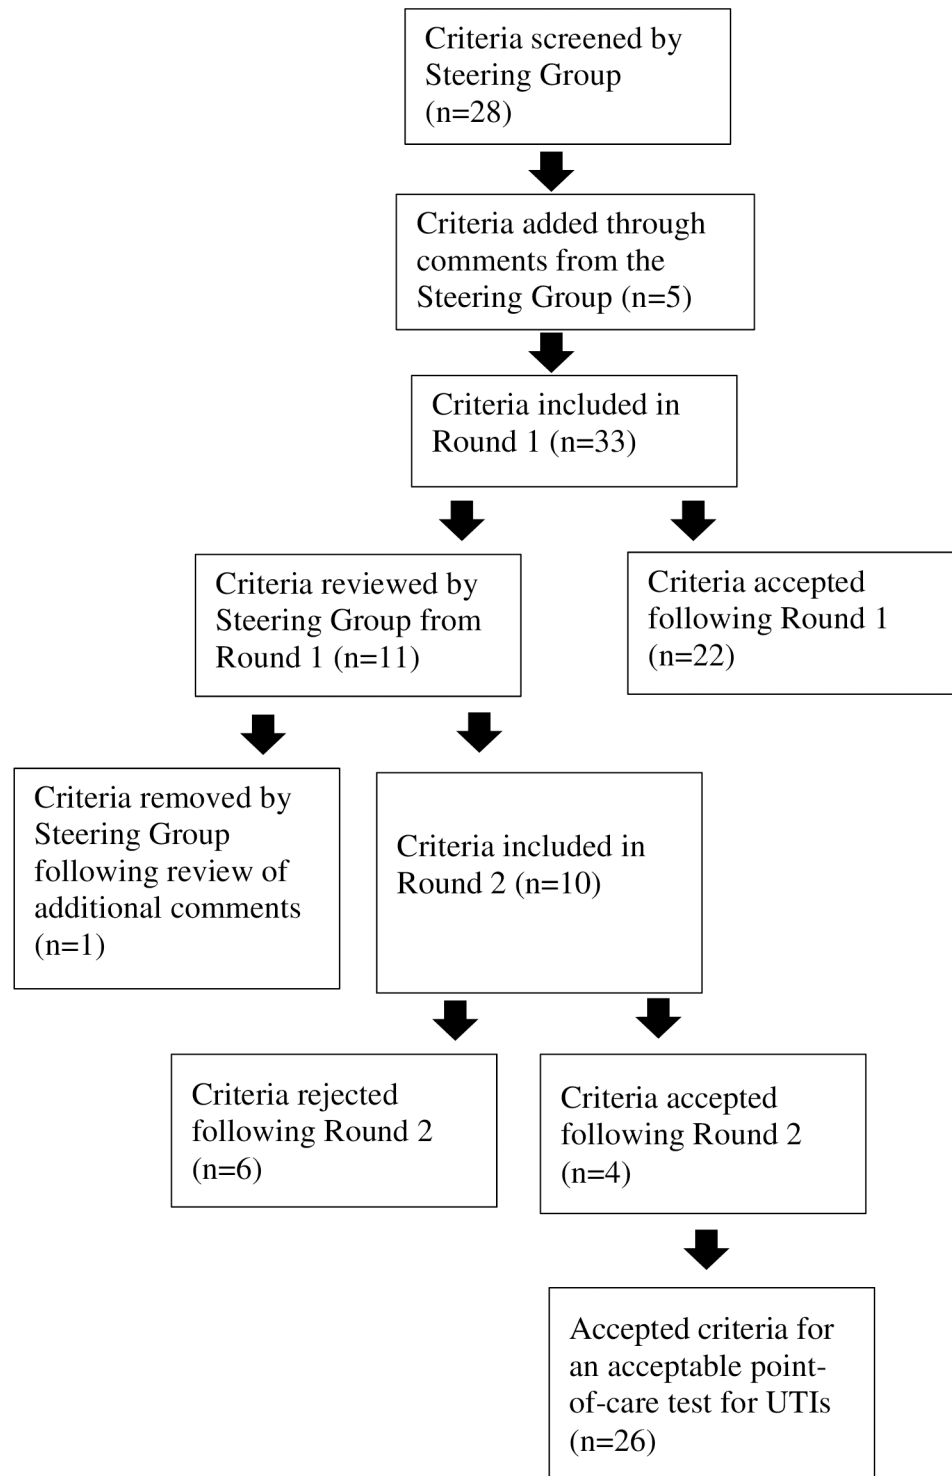 Criteria screened by
Steering Group
(n=28)
Criteria added through
comments from the
Steering Group (n=5)
Criteria included in
Round 1 (n=33)
Criteria reviewed by
Steering Group from
Round 1 (n=11)
Criteria accepted
following Round 1
(n=22)
Criteria removed by
Steering Group
following review of
additional comments
(n=1)
Criteria included in
Round 2 (n=10)
Criteria rejected
following Round 2
(n=6)
Criteria accepted
following Round 2
(n=4)
Accepted criteria for
an acceptable point-
of-care test for UTIs
(n=26)